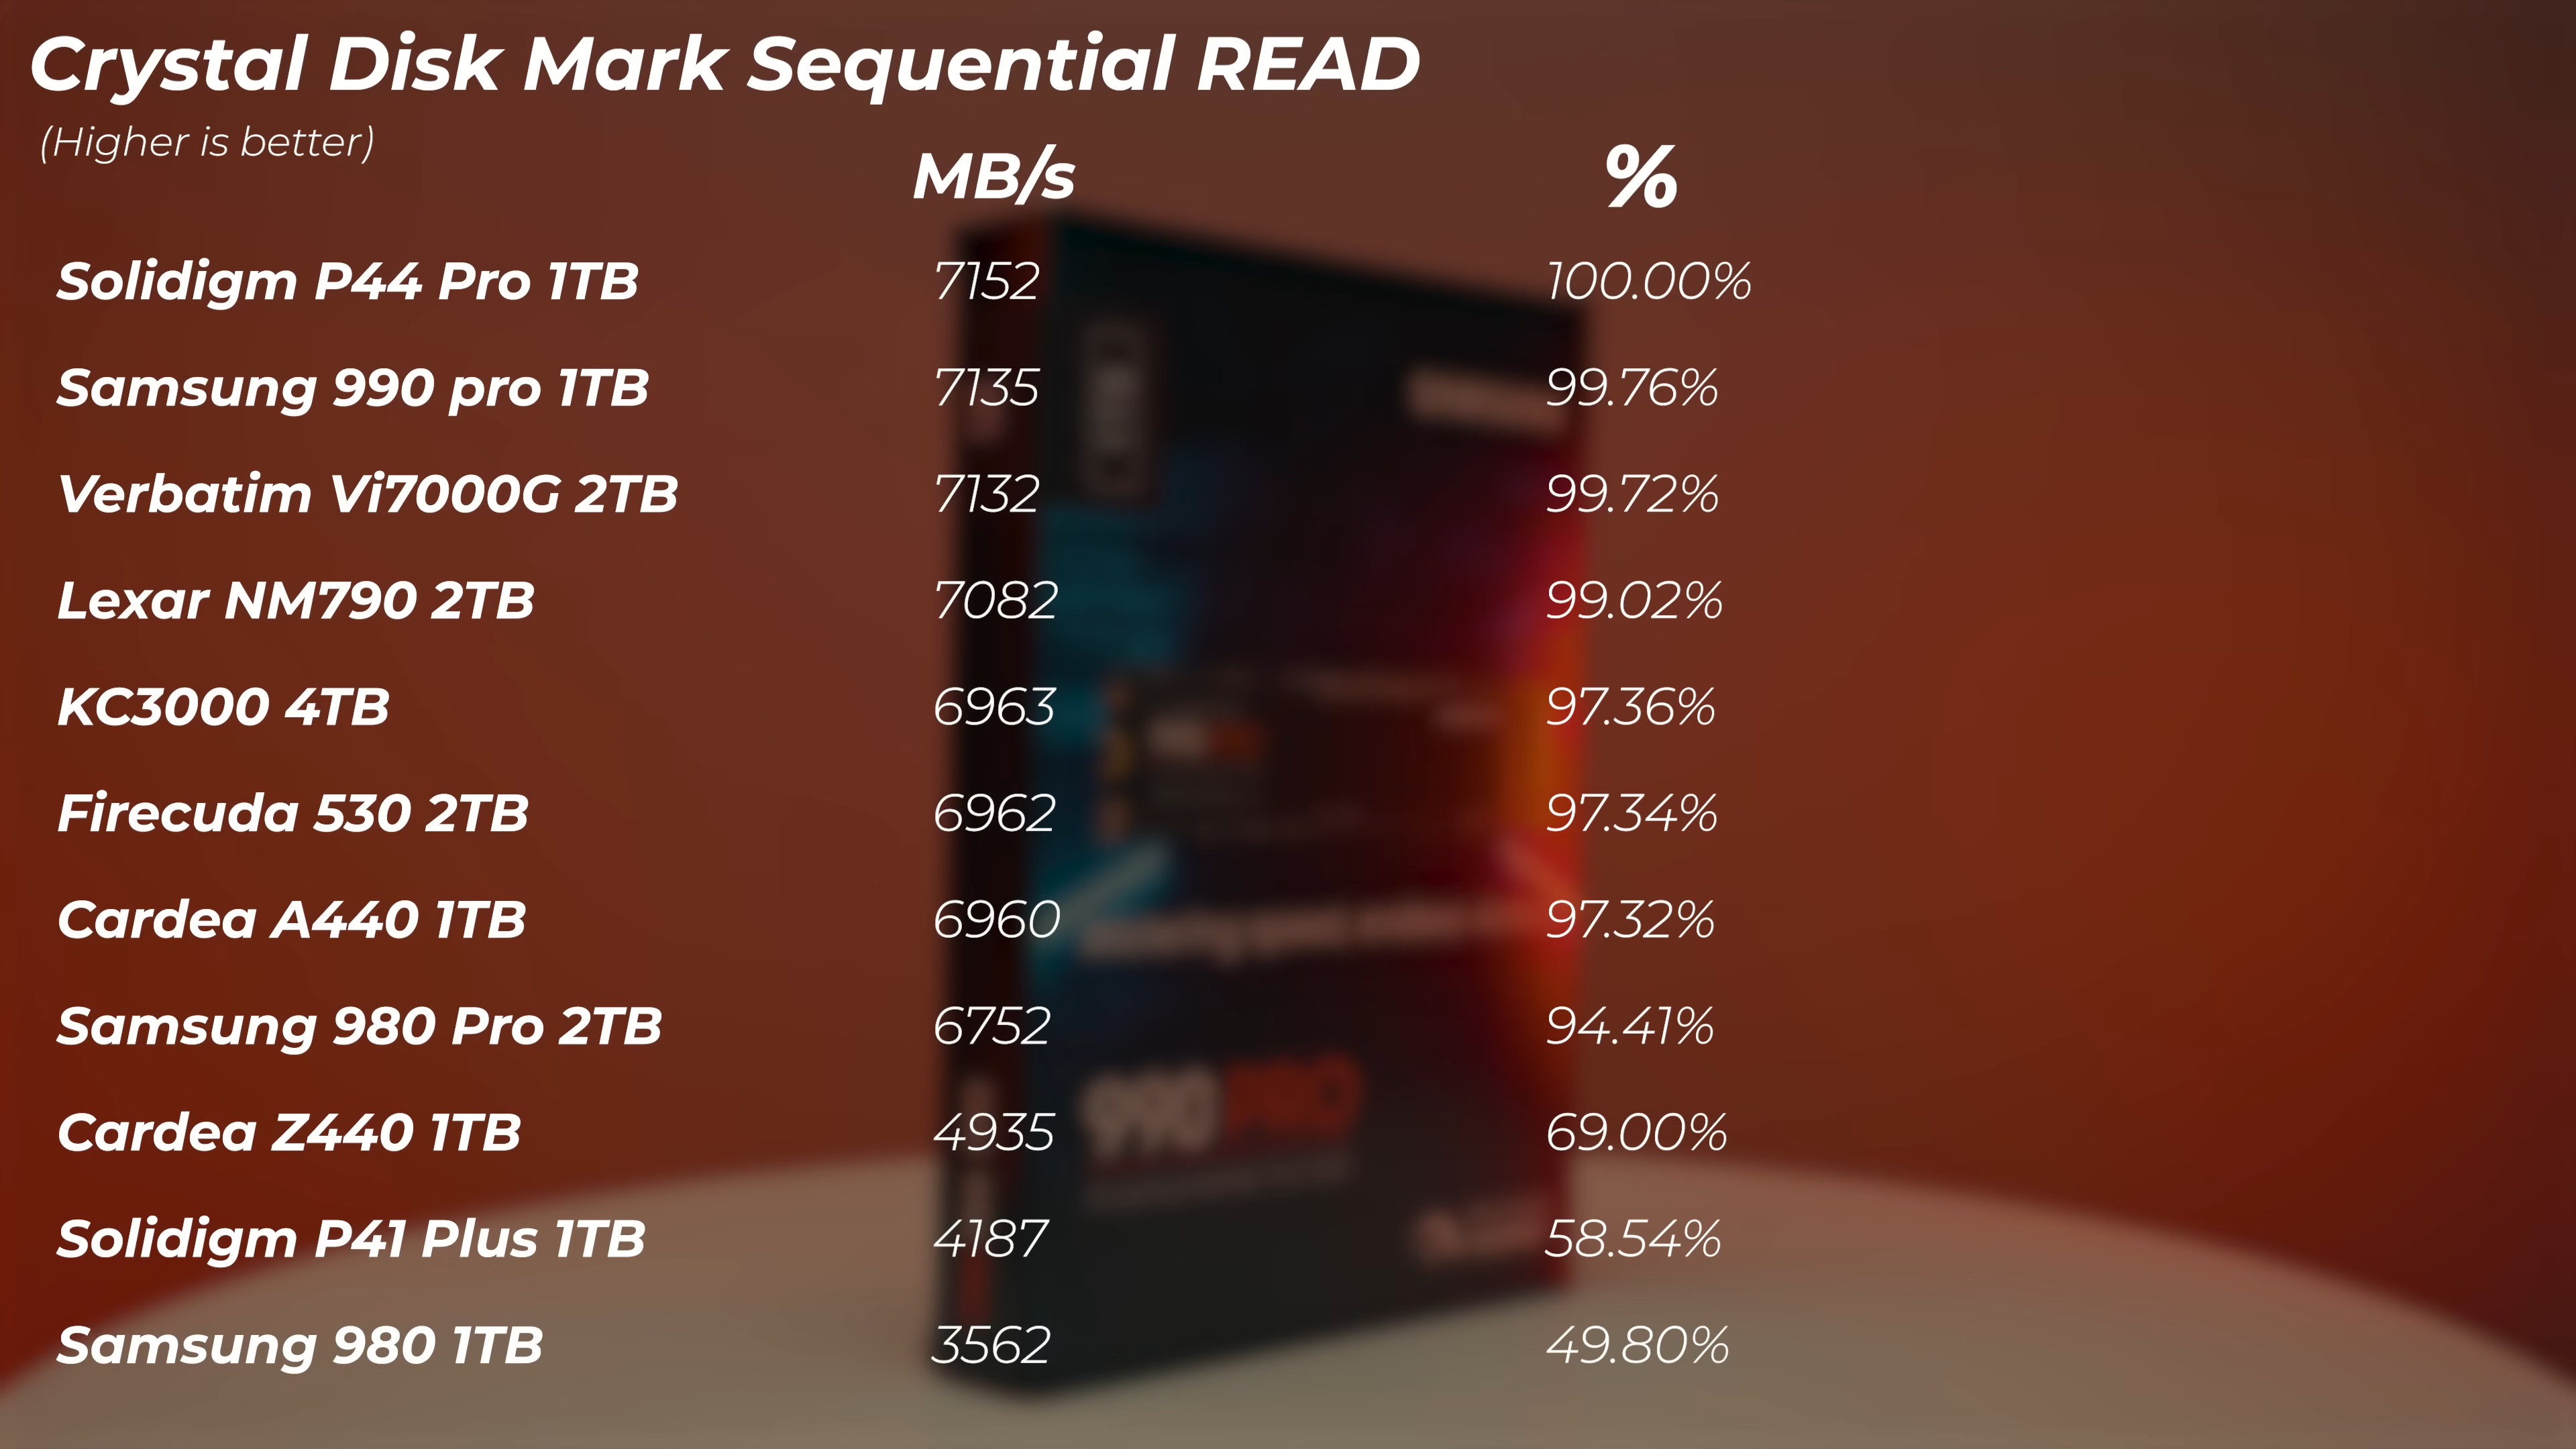 Crystal Disk Mark Sequential READ
(Higher is better)
MB/s %
Solidigm P44 Pro 1TB 7152 100.00%
Samsung 990 pro 1TB 7135 99.76%
Verbatim Vi7000G 2TB 7132 99.72%
Lexar NM790 2TB 7082 99.02%
KC3000 4TB 6963 97.36%
Firecuda 530 2TB 6962 97.34%
Cardea A440 1TB 6960 97.32%
Samsung 980 Pro 2TB 6752 94.41%
Cardea Z440 1TB 4935 69.00%
990 PRO
Solidigm P41 Plus 1TB 4187 58.54%
Samsung 980 1TB 3562 49.80%